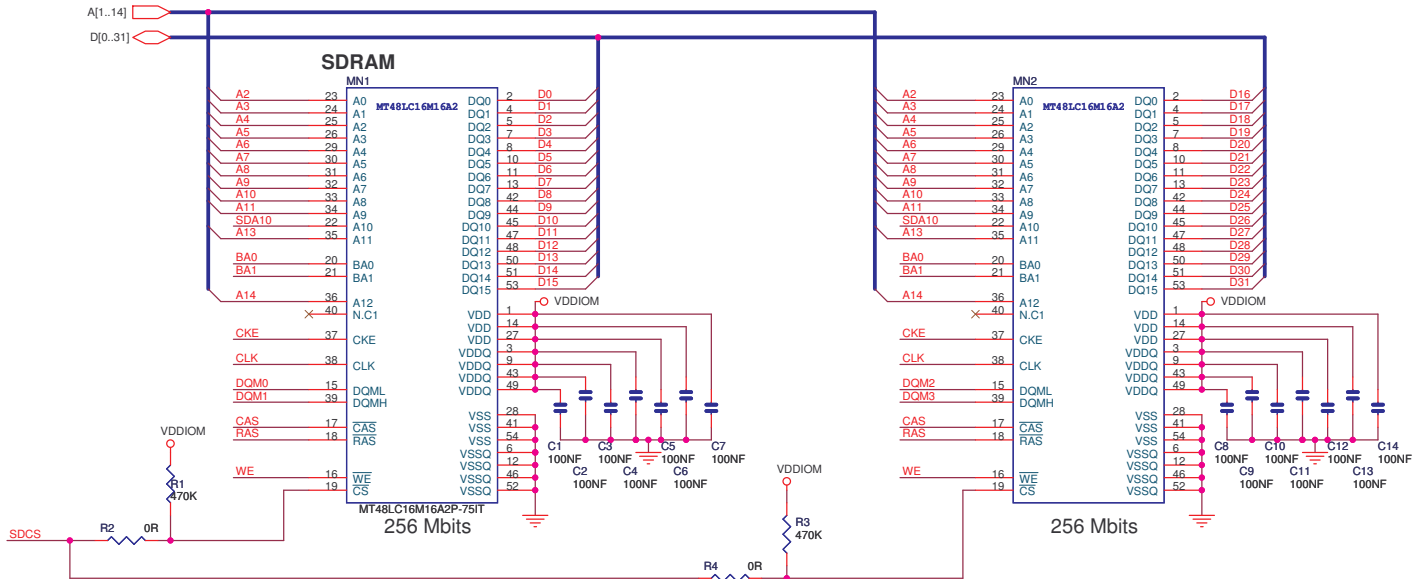 A[1..14]
D[0..31]
SDRAM
MN1
MT48LC16M16A2
A2 23 A0 DQ0 2 D0
A3 24 A1 DQ1 4 D1
A4 25 A2 DQ2 5 D2
A5 26 A3 DQ3 7 D3
A6 29 A4 DQ4 8 D4
A7 30 A5 DQ5 10 D5
A8 31 A6 DQ6 11 D6
A9 32 A7 DQ7 13 D7
A10 33 A8 DQ8 42 D8
A11 34 A9 DQ9 44 D9
SDA10 22 A10 DQ10 45 D10
A13 35 A11 DQ11 47 D11
DQ12 48 D12
BA0 20 BA0 DQ13 50 D13
BA1 21 BA1 DQ14 51 D14
DQ15 53 D15
A14 36 A12
VDDIOM
40 N.C1 VDD 1
VDD 14
CKE 37 CKE VDD 27
VDDQ 3
CLK 38 CLK VDDQ 9
VDDQ 43
DQM0 15 DQML VDDQ 49
DQM1 39 DQMH
VSS 28
CAS 17 CAS VSS 41
RAS 18 RAS VSS 54
VSSQ 6
VSSQ 12
WE 16 WE VSSQ 46
19 CS VSSQ 52
MT48LC16M16A2P-75IT
256 Mbits
C1 C3 C5 C7
100NF 100NF 100NF 100NF
C2 C4 C6
100NF 100NF 100NF
VDDIOM
R1
470K
SDCS
R2 0R
VDDIOM
R3
470K
R4 0R
MN2
MT48LC16M16A2
A2 23 A0 DQ0 2 D16
A3 24 A1 DQ1 4 D17
A4 25 A2 DQ2 5 D18
A5 26 A3 DQ3 7 D19
A6 29 A4 DQ4 8 D20
A7 30 A5 DQ5 10 D21
A8 31 A6 DQ6 11 D22
A9 32 A7 DQ7 13 D23
A10 33 A8 DQ8 42 D24
A11 34 A9 DQ9 44 D25
SDA10 22 A10 DQ10 45 D26
A13 35 A11 DQ11 47 D27
DQ12 48 D28
BA0 20 BA0 DQ13 50 D29
BA1 21 BA1 DQ14 51 D30
DQ15 53 D31
A14 36 A12
VDDIOM
40 N.C1 VDD 1
VDD 14
CKE 37 CKE VDD 27
VDDQ 3
CLK 38 CLK VDDQ 9
VDDQ 43
DQM2 15 DQML VDDQ 49
DQM3 39 DQMH
VSS 28
CAS 17 CAS VSS 41
RAS 18 RAS VSS 54
VSSQ 6
VSSQ 12
WE 16 WE VSSQ 46
19 CS VSSQ 52
256 Mbits
C8 C10 C12 C14
100NF 100NF 100NF 100NF
C9 C11 C13
100NF 100NF 100NF